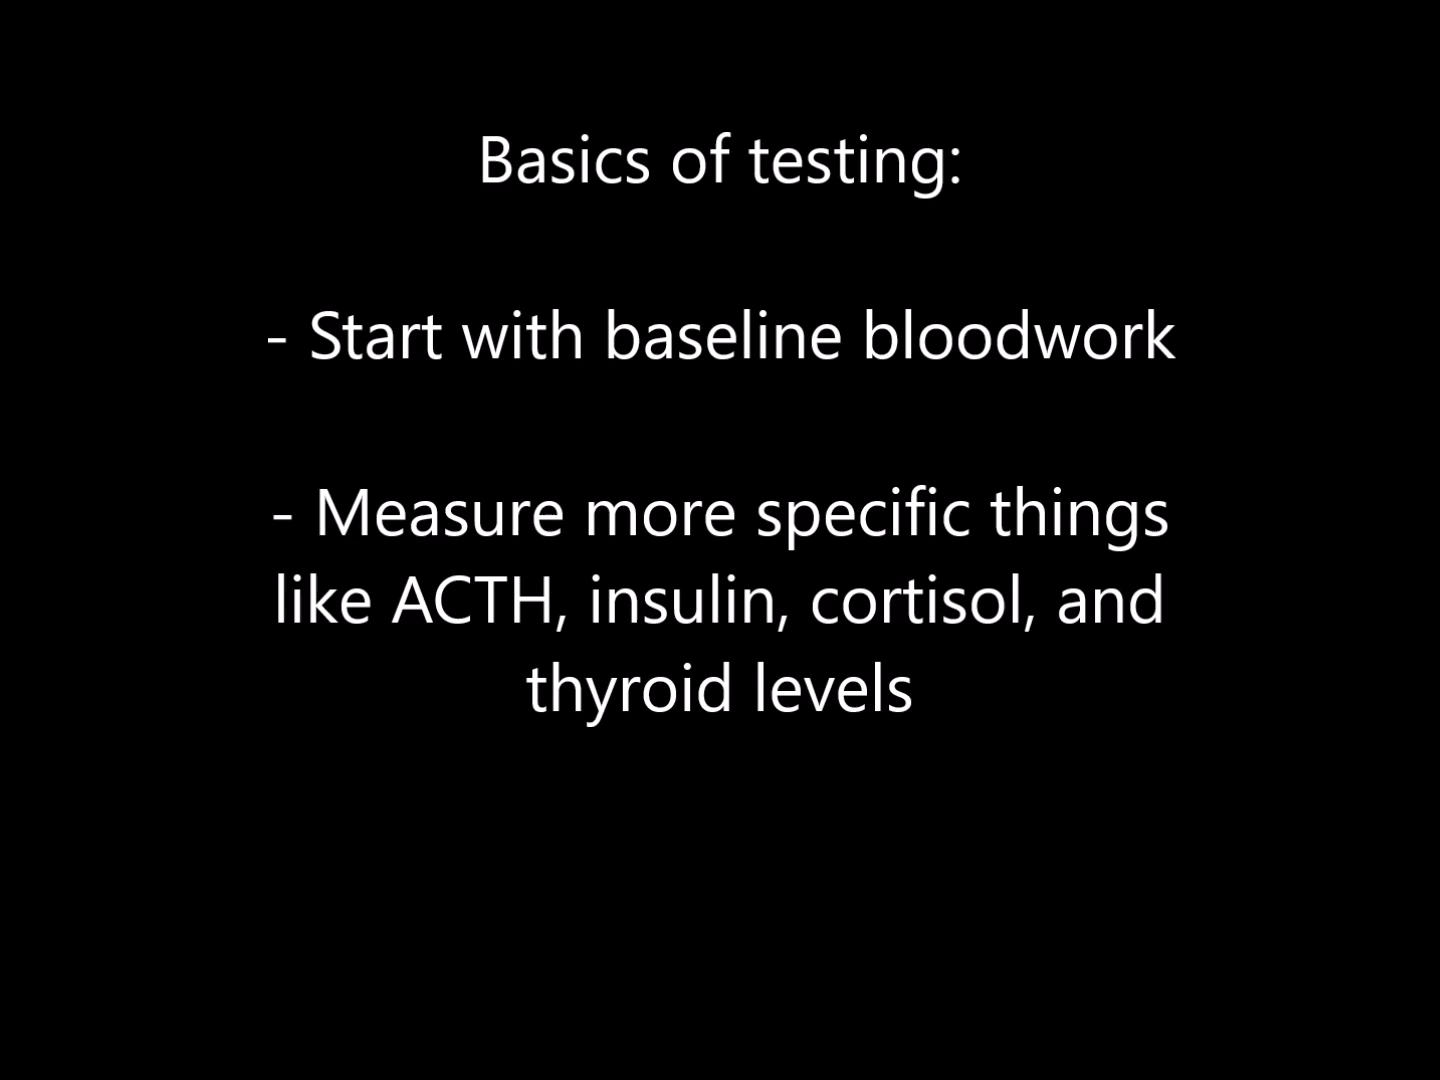 Basics of testing:
- Start with baseline bloodwork
- Measure more specific things
like ACTH, insulin, cortisol, and
thyroid levels